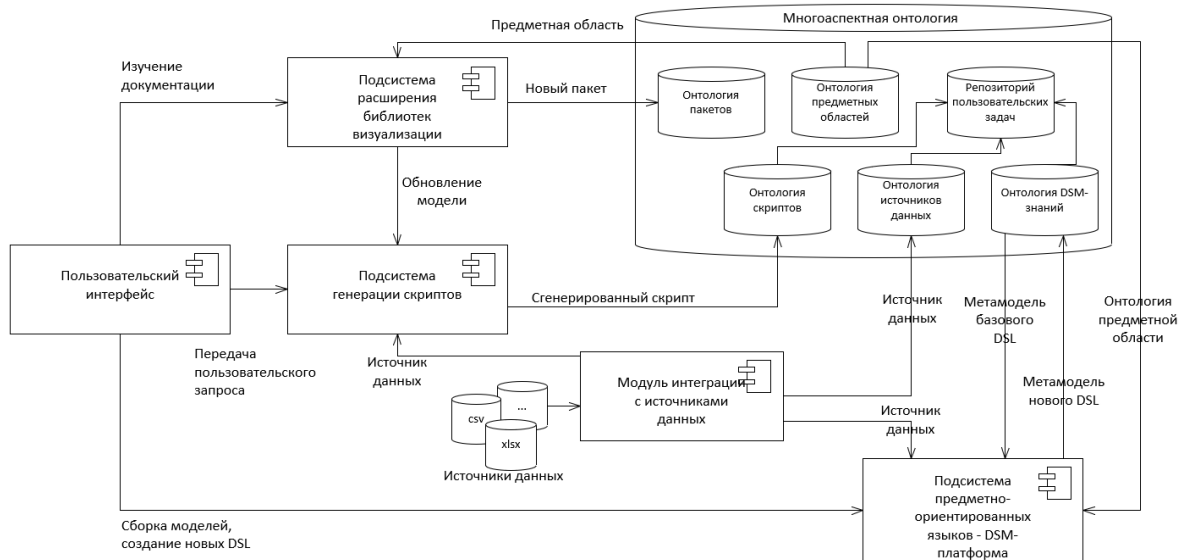 Предметная область
Многоаспектная онтология
Изучение
документации
Подсистема
расширения
библиотек
визуализации
Новый пакет
Онтология
пакетов
Онтология
предметных
областей
Репозиторий
пользовательских
задач
Обновление
модели
Онтология
скриптов
Онтология
источников
данных
Онтология DSM-
знаний
Пользовательский
интерфейс
Подсистема
генерации скриптов
Сгенерированный скрипт
Источник
данных
Метамодель
базового
DSL
Онтология
предметной
области
Передача
пользовательского
запроса
Источник
данных
Модуль интеграции
с источниками
данных
Метамодель
нового DSL
csv
...
xlsx
Источники данных
Источник
данных
Подсистема
предметно-
ориентированных
языков - DSM-
платформа
Сборка моделей,
создание новых DSL